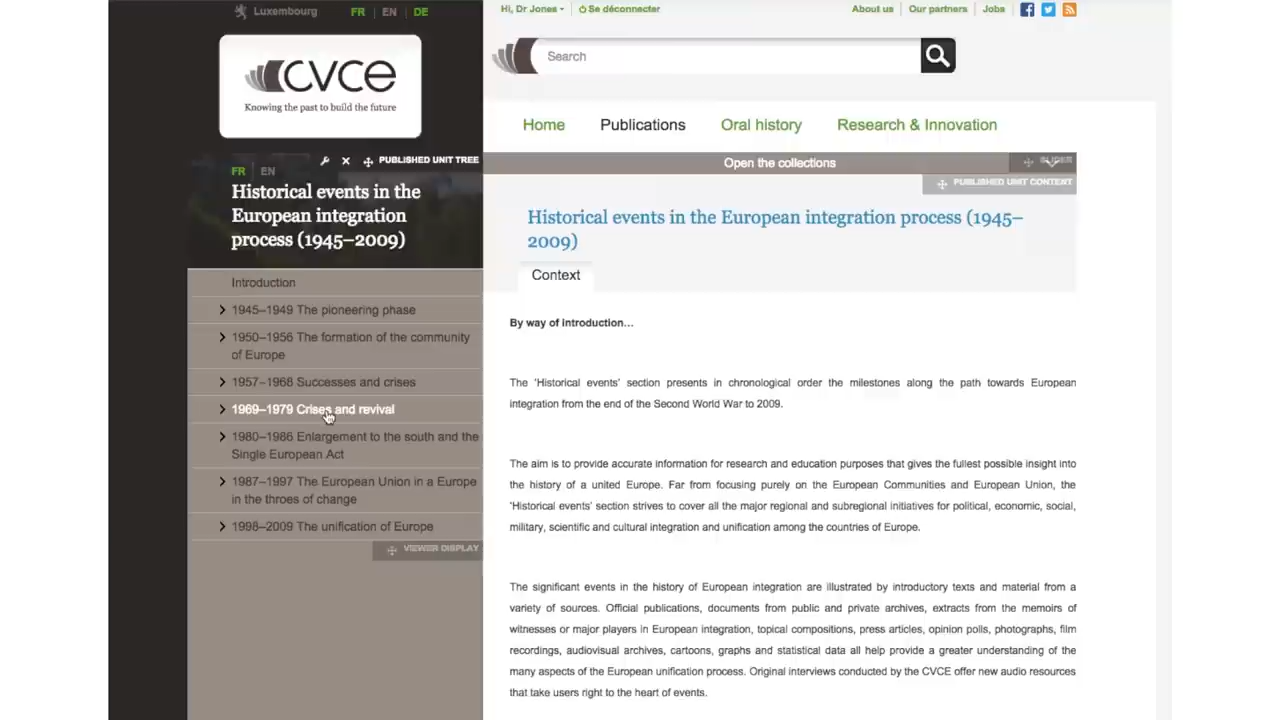 Luxembourg
FR | EN | DE
Hi, Dr Jones
Se déconnecter
About us
Our partners
Jobs
cvce
Knowing the past to build the future
Search
Home
Publications
Oral history
Research & Innovation
PUBLISHED UNIT TREE
Open the collections
SLIDER
PUBLISHED UNIT CONTENT
FR | EN
Historical events in the
European integration
process (1945–2009)
Introduction
1945–1949 The pioneering phase
1950–1956 The formation of the community
of Europe
1957–1968 Successes and crises
1969–1979 Crises and revival
1980–1986 Enlargement to the south and the
Single European Act
1987–1997 The European Union in a Europe
in the throes of change
1998–2009 The unification of Europe
VIEWER DISPLAY
Historical events in the European integration process (1945–
2009)
Context
By way of introduction…
The 'Historical events' section presents in chronological order the milestones along the path towards European
integration from the end of the Second World War to 2009.
The aim is to provide accurate information for research and education purposes that gives the fullest possible insight into
the history of a united Europe. Far from focusing purely on the European Communities and European Union, the
'Historical events' section strives to cover all the major regional and subregional initiatives for political, economic, social,
military, scientific and cultural integration and unification among the countries of Europe.
The significant events in the history of European integration are illustrated by introductory texts and material from a
variety of sources. Official publications, documents from public and private archives, extracts from the memoirs of
witnesses or major players in European integration, topical compositions, press articles, opinion polls, photographs, film
recordings, audiovisual archives, cartoons, graphs and statistical data all help provide a greater understanding of the
many aspects of the European unification process. Original interviews conducted by the CVCE offer new audio resources
that take users right to the heart of events.